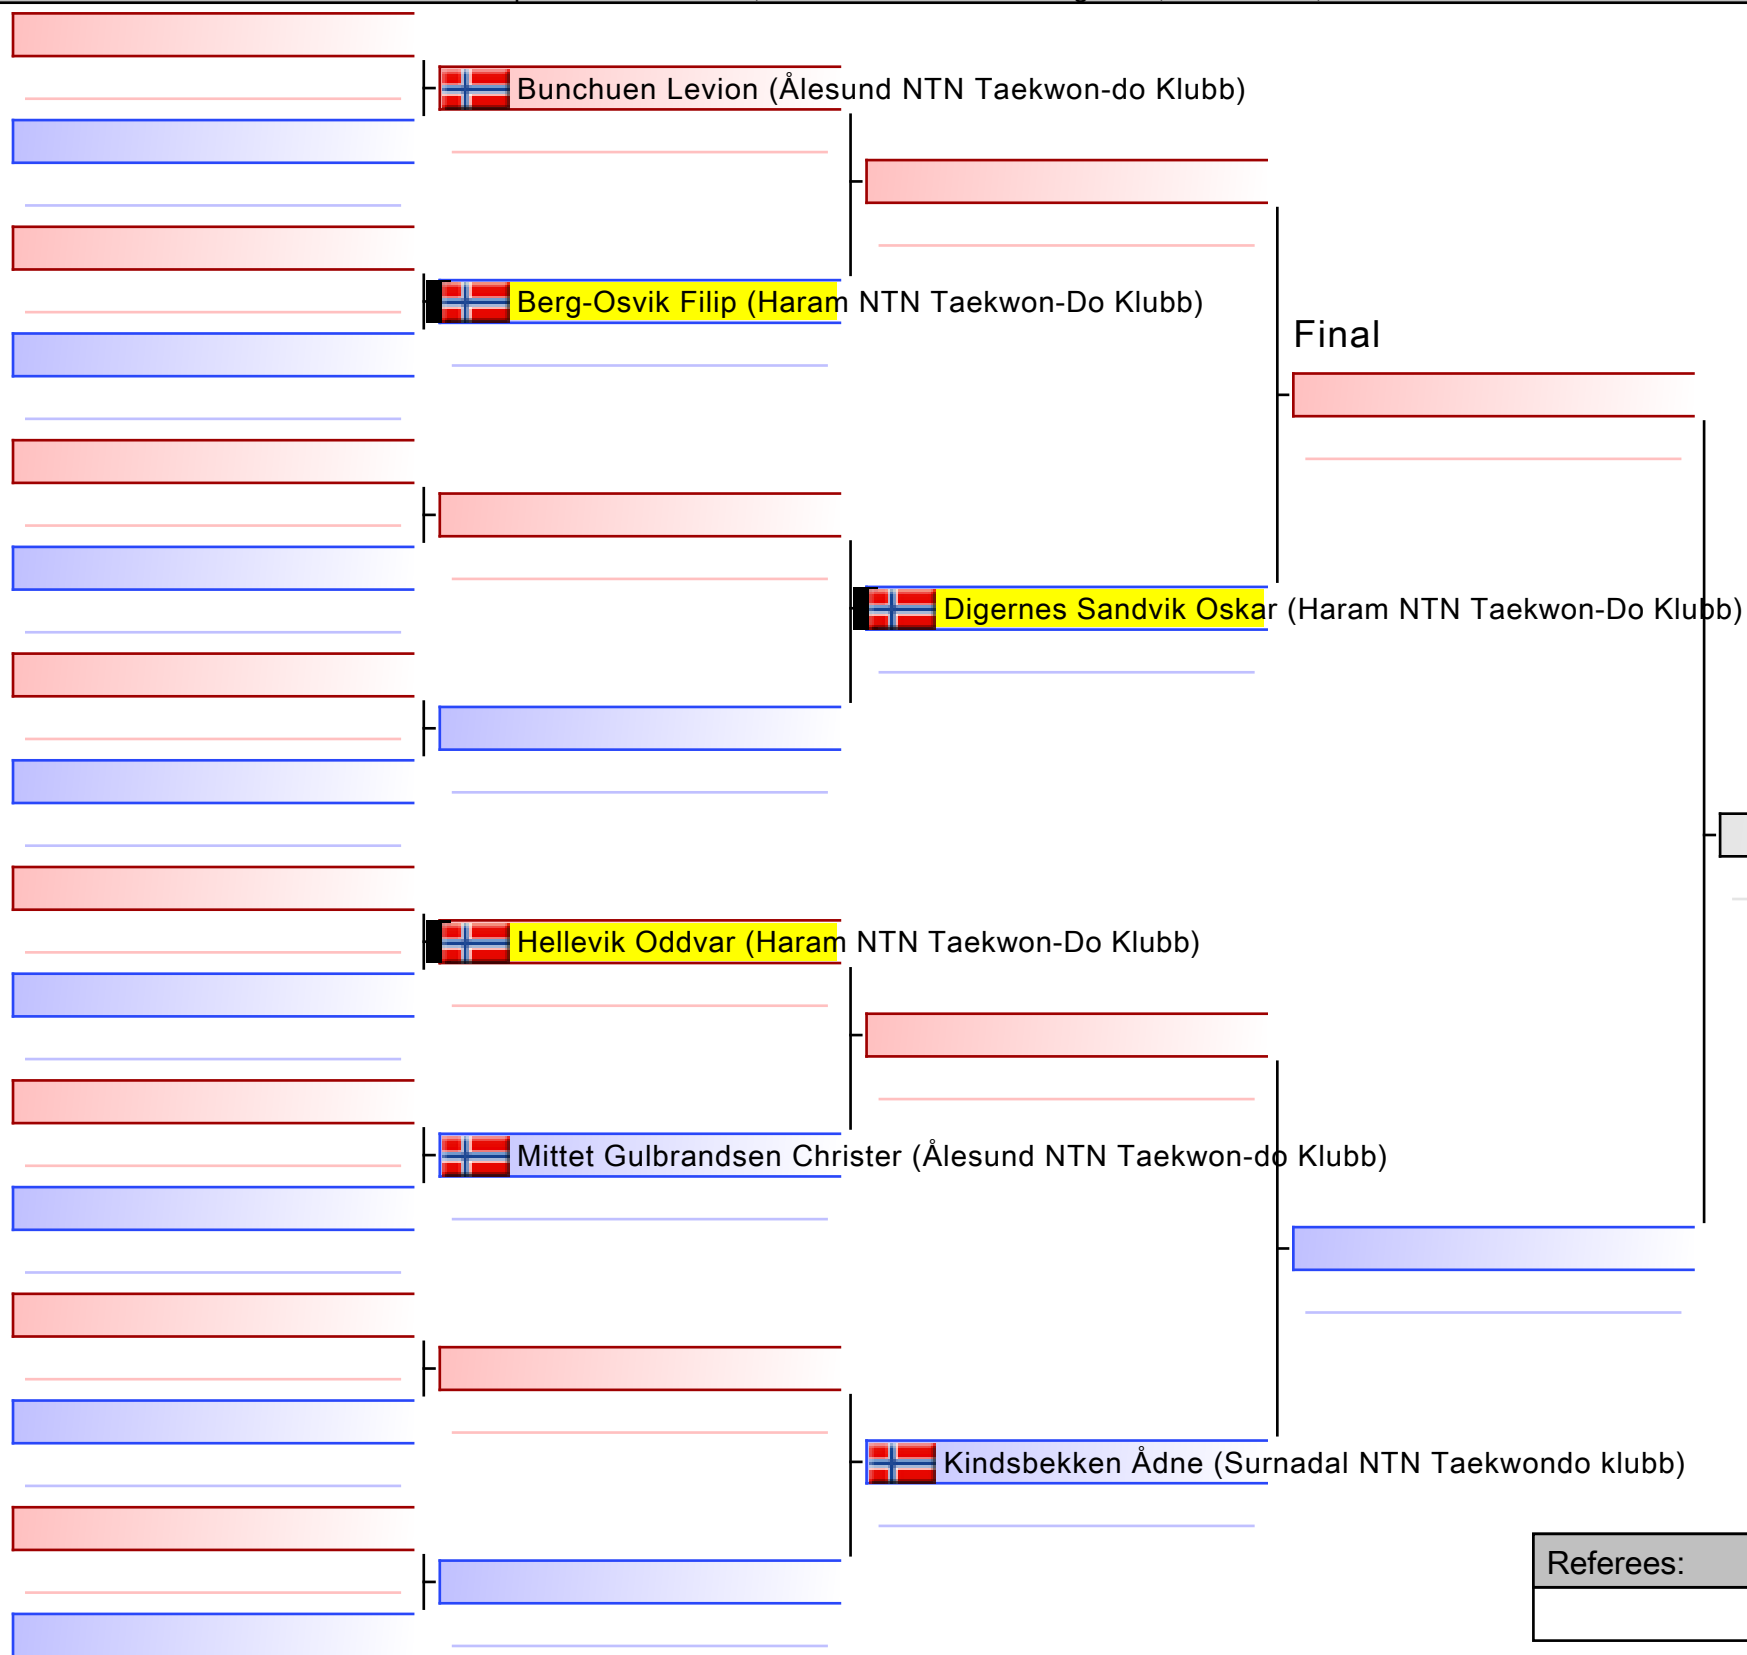 Bunchuen Levion (Ålesund NTN Taekwon-do Klubb)
Berg-Osvik Filip (Haram NTN Taekwon-Do Klubb)
Final
Digernes Sandvik Oskar (Haram NTN Taekwon-Do Klubb)
Hellevik Oddvar (Haram NTN Taekwon-Do Klubb)
Mittet Gulbrandsen Christer (Ålesund NTN Taekwon-do Klubb)
Kindsbekken Ådne (Surnadal NTN Taekwondo klubb)
Referees: